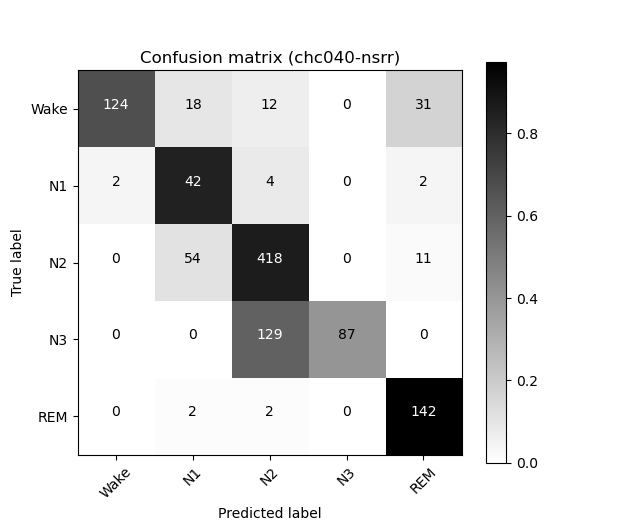 Confusion matrix (chc040-nsrr)
Wake 124 18 12 0 31
N1 2 42 4 0 2
N2 0 54 418 0 11
N3 0 0 129 87 0
REM 0 2 2 0 142
True label
Wake N1 N2 N3 REM
Predicted label
0.8
0.6
0.4
0.2
0.0